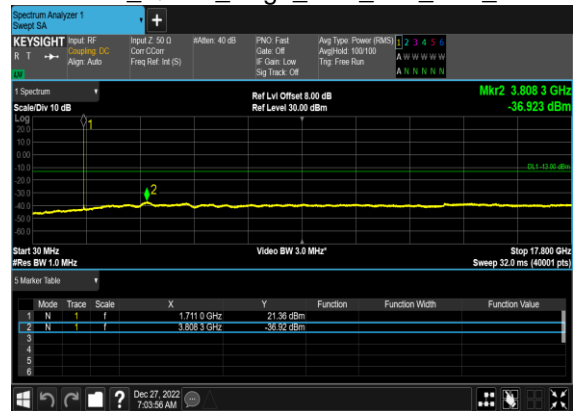 Spectrum Analyzer 1
Swept SA
+
KEYSIGHT Input: RF Input Z: 50 Ω #Atten: 40 dB PNO: Fast Avg Type: Power (RMS) 1 2 3 4 5 6
R T Coupling: DC Corr CCorr Gate: Off Avg|Hold: 100/100 A W W W W W
Align: Auto Freq Ref: Int (S) IF Gain: Low Trig: Free Run
LW Sig Track: Off A N N N N N
1 Spectrum Ref Lvl Offset 8.00 dB Mkr2 3.808 3 GHz
Scale/Div 10 dB Ref Level 30.00 dBm -36.923 dBm
Log
1
20.0
10.0
0.00
-10.0
DL1 -13.00 dBm
-20.0
-30.0
2
-40.0
-50.0
-60.0
Start 30 MHz Video BW 3.0 MHz* Stop 17.800 GHz
#Res BW 1.0 MHz Sweep 32.0 ms (40001 pts)
5 Marker Table
Mode Trace Scale X Y Function Function Width Function Value
1 N 1 f 1.711 0 GHz 21.36 dBm
2 N 1 f 3.808 3 GHz -36.92 dBm
3
4
5
6
? Dec 27, 2022
7:03:56 AM